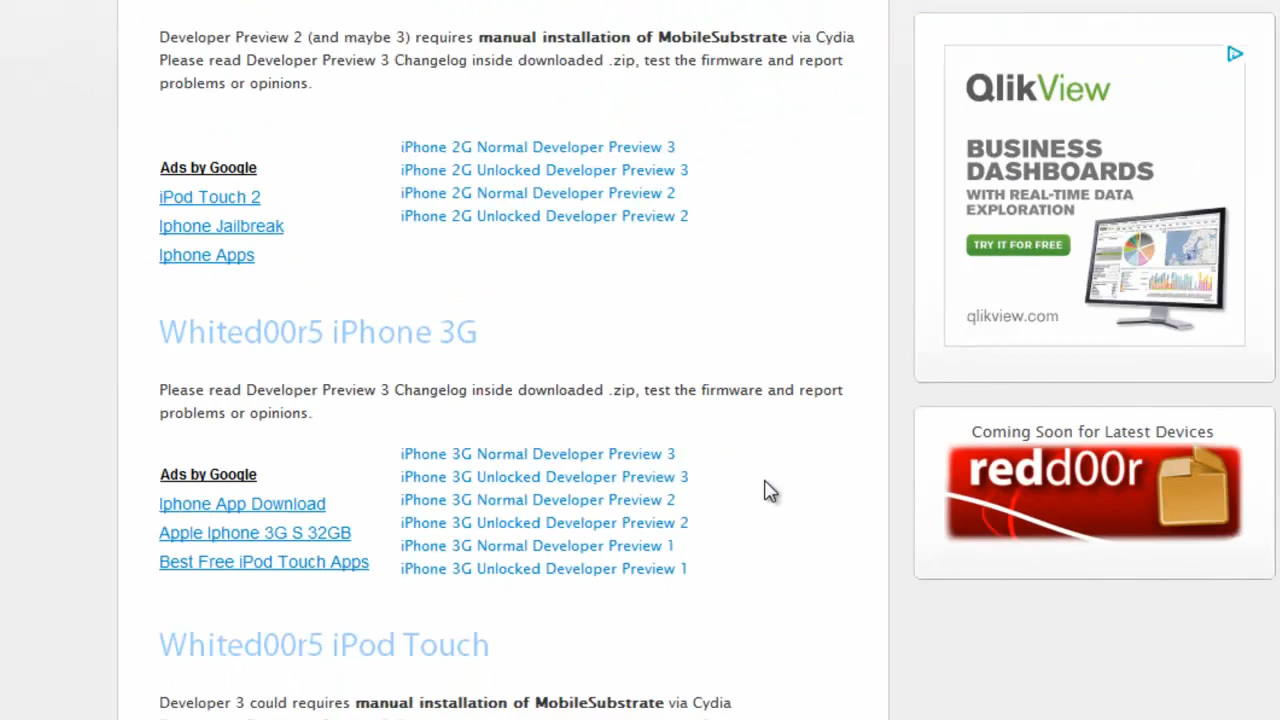 Developer Preview 2 (and maybe 3) requires manual installation of MobileSubstrate via Cydia
Please read Developer Preview 3 Changelog inside downloaded .zip, test the firmware and report
problems or opinions.
Ads by Google
iPod Touch 2
Iphone Jailbreak
Iphone Apps
iPhone 2G Normal Developer Preview 3
iPhone 2G Unlocked Developer Preview 3
iPhone 2G Normal Developer Preview 2
iPhone 2G Unlocked Developer Preview 2
Whited00r5 iPhone 3G
Please read Developer Preview 3 Changelog inside downloaded .zip, test the firmware and report
problems or opinions.
Ads by Google
Iphone App Download
Apple Iphone 3G S 32GB
Best Free iPod Touch Apps
iPhone 3G Normal Developer Preview 3
iPhone 3G Unlocked Developer Preview 3
iPhone 3G Normal Developer Preview 2
iPhone 3G Unlocked Developer Preview 2
iPhone 3G Normal Developer Preview 1
iPhone 3G Unlocked Developer Preview 1
Whited00r5 iPod Touch
Developer 3 could requires manual installation of MobileSubstrate via Cydia
QlikView
BUSINESS
DASHBOARDS
WITH REAL-TIME DATA
EXPLORATION
TRY IT FOR FREE
qlikview.com
Coming Soon for Latest Devices
redd00r